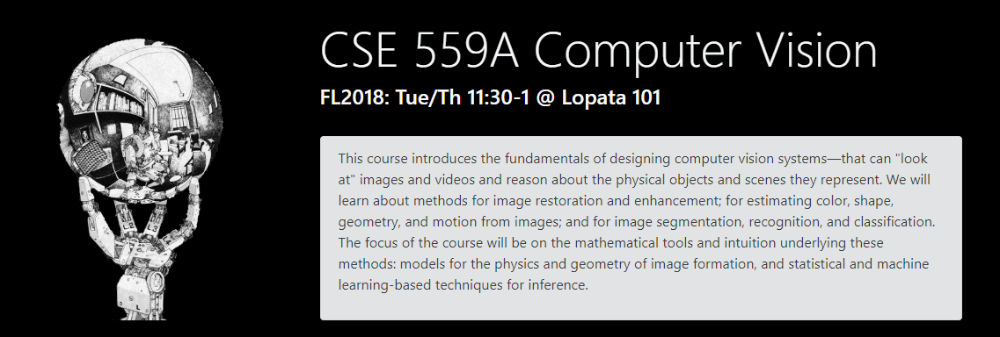 CSE 559A Computer Vision
FL2018: Tue/Th 11:30-1 @ Lopata 101
This course introduces the fundamentals of designing computer vision systems—that can "look
at" images and videos and reason about the physical objects and scenes they represent. We will
learn about methods for image restoration and enhancement; for estimating color, shape,
geometry, and motion from images; and for image segmentation, recognition, and classification.
The focus of the course will be on the mathematical tools and intuition underlying these
methods: models for the physics and geometry of image formation, and statistical and machine
learning-based techniques for inference.
L2 L3
L